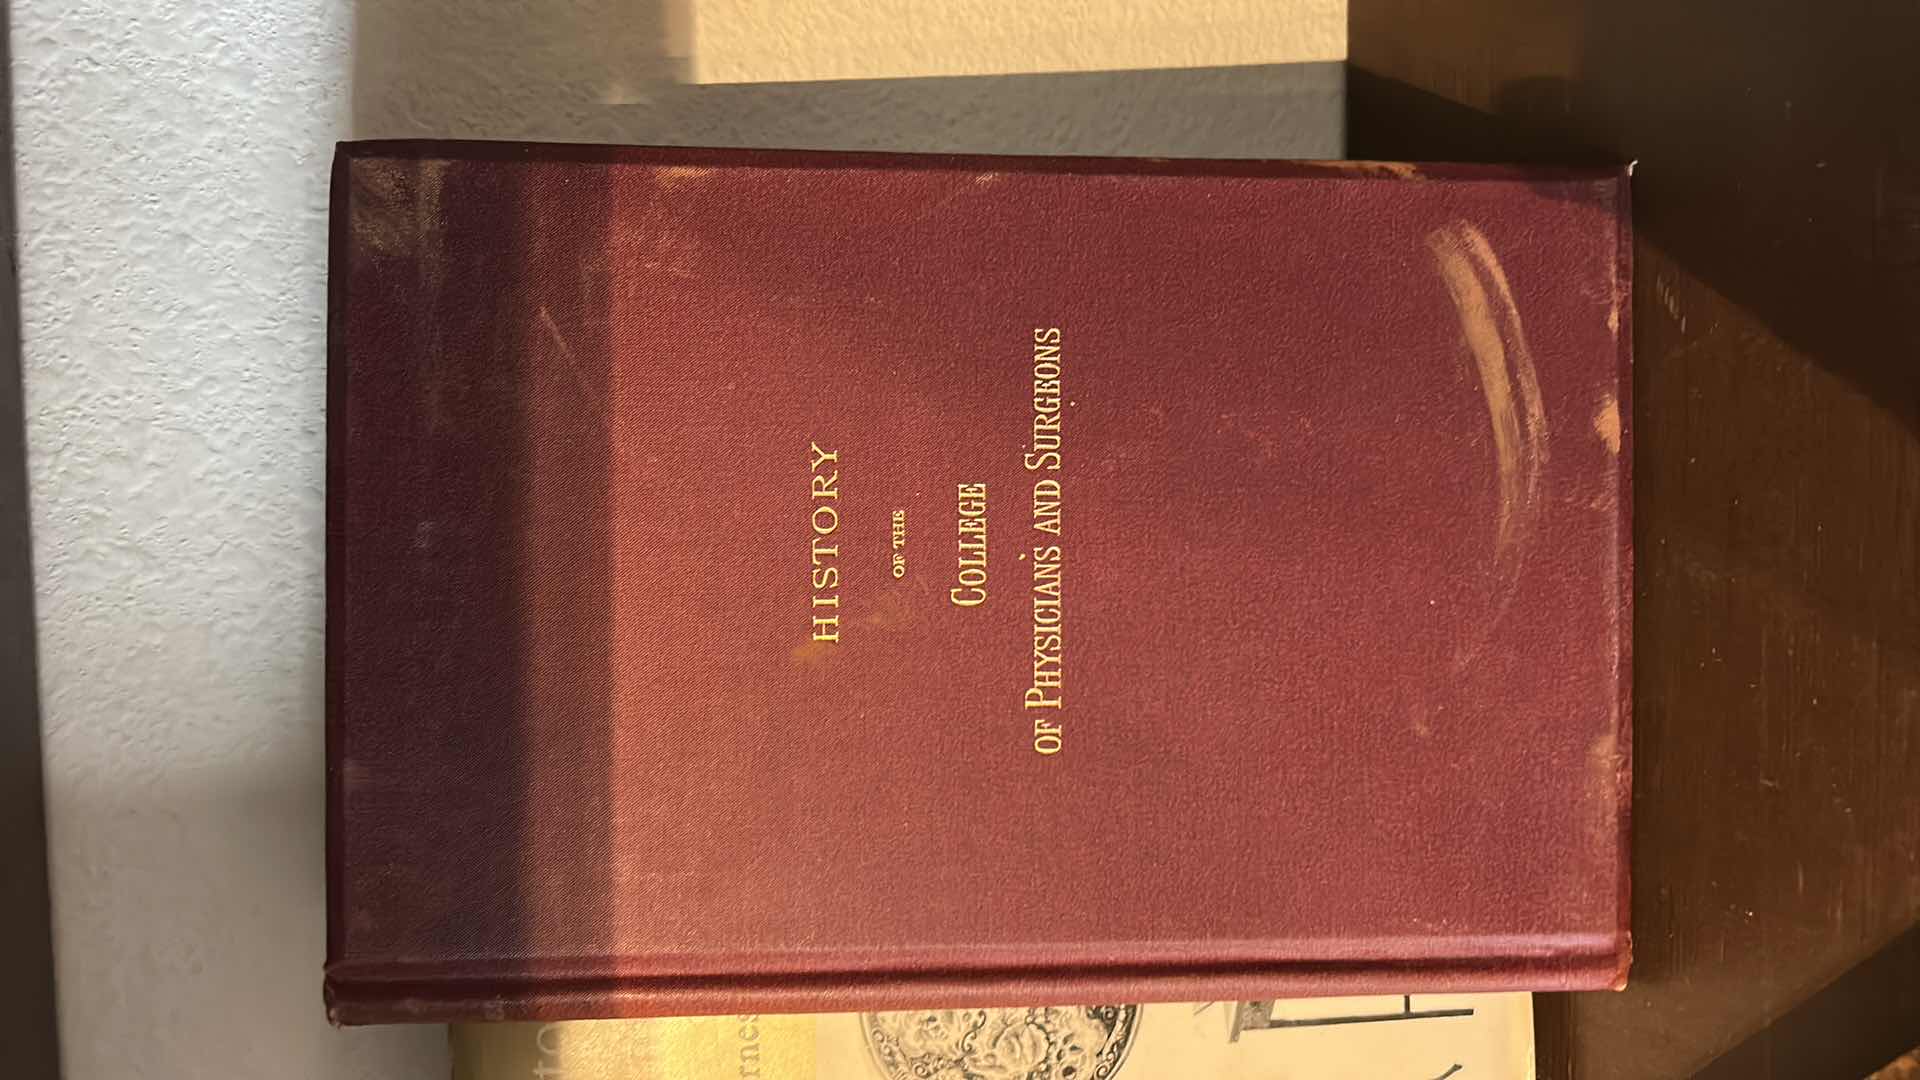 HISTORY
OF THE
COLLEGE
OF PHYSICIANS AND SURGEONS